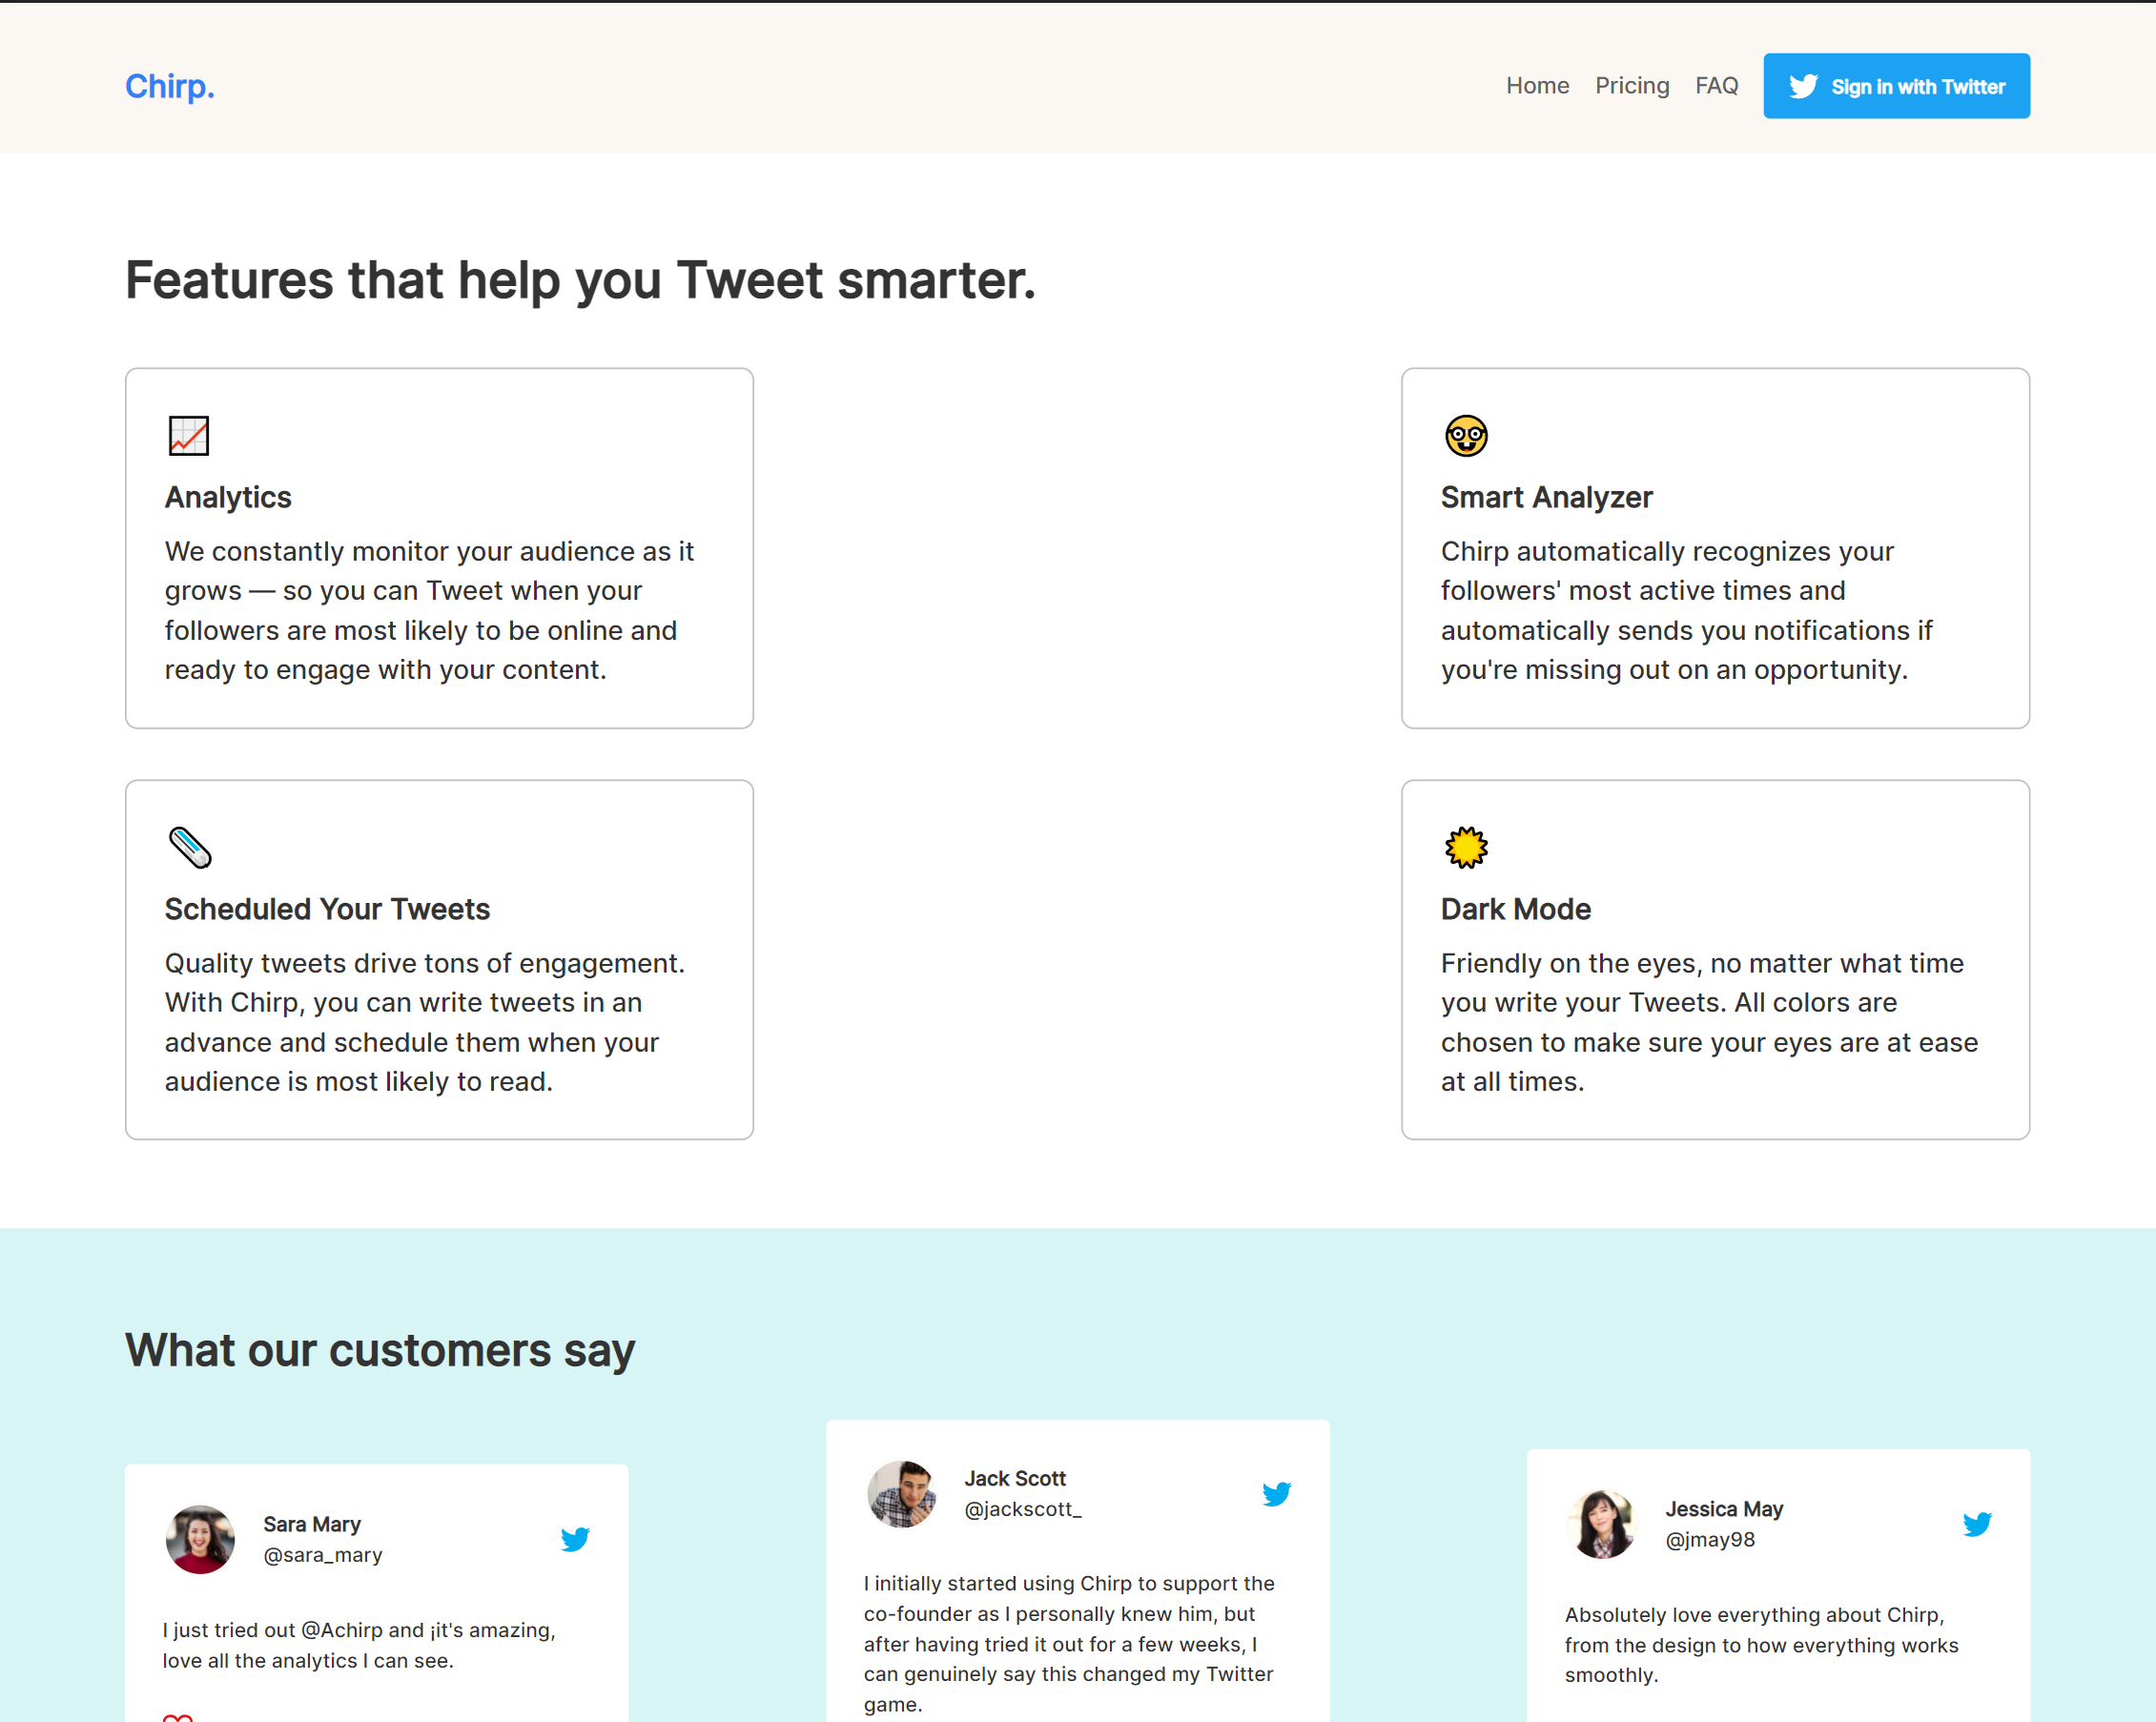 Chirp.
Home Pricing FAQ Sign in with Twitter
Features that help you Tweet smarter.
Analytics
We constantly monitor your audience as it
grows — so you can Tweet when your
followers are most likely to be online and
ready to engage with your content.
Smart Analyzer
Chirp automatically recognizes your
followers' most active times and
automatically sends you notifications if
you're missing out on an opportunity.
Scheduled Your Tweets
Quality tweets drive tons of engagement.
With Chirp, you can write tweets in an
advance and schedule them when your
audience is most likely to read.
Dark Mode
Friendly on the eyes, no matter what time
you write your Tweets. All colors are
chosen to make sure your eyes are at ease
at all times.
What our customers say
Sara Mary
@sara_mary
I just tried out @Achirp and ¡it's amazing,
love all the analytics I can see.
Jack Scott
@jackscott_
I initially started using Chirp to support the
co-founder as I personally knew him, but
after having tried it out for a few weeks, I
can genuinely say this changed my Twitter
game.
Jessica May
@jmay98
Absolutely love everything about Chirp,
from the design to how everything works
smoothly.